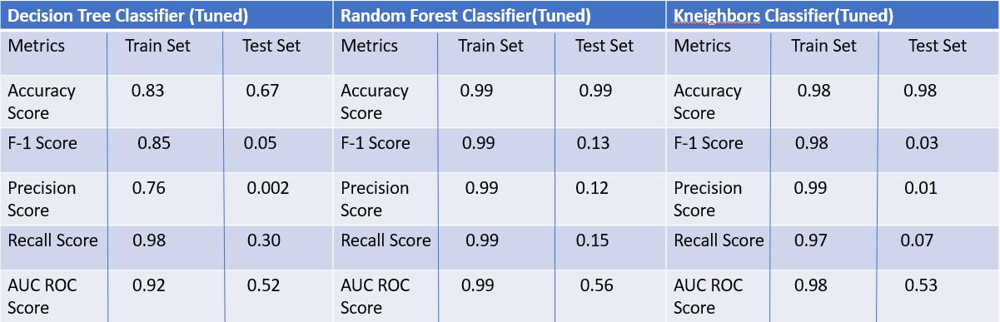 Decision Tree Classifier (Tuned) Random Forest Classifier(Tuned) Kneighbors Classifier(Tuned)
Metrics Train Set Test Set Metrics Train Set Test Set Metrics Train Set Test Set
Accuracy Score 0.83 0.67 Accuracy Score 0.99 0.99 Accuracy Score 0.98 0.98
F-1 Score 0.85 0.05 F-1 Score 0.99 0.13 F-1 Score 0.98 0.03
Precision Score 0.76 0.002 Precision Score 0.99 0.12 Precision Score 0.99 0.01
Recall Score 0.98 0.30 Recall Score 0.99 0.15 Recall Score 0.97 0.07
AUC ROC Score 0.92 0.52 AUC ROC Score 0.99 0.56 AUC ROC Score 0.98 0.53